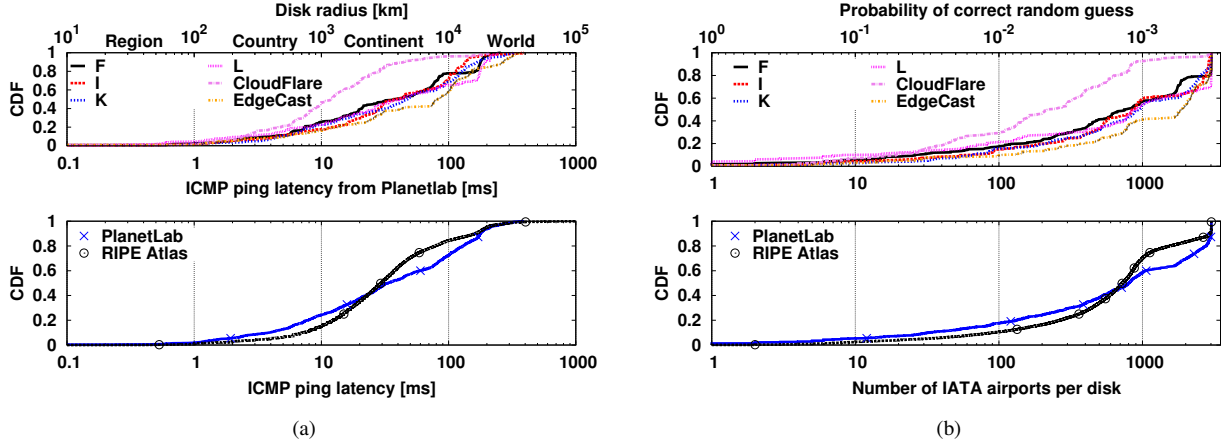 Disk radius [km]
10^1 10^2 10^3 10^4 10^5
Region Country Continent World
CDF
1
0.8
0.6
0.4
0.2
0
F
I
K
L
CloudFlare
EdgeCast
0.1 1 10 100 1000
ICMP ping latency from Planetlab [ms]
CDF
1
0.8
0.6
0.4
0.2
0
PlanetLab
RIPE Atlas
0.1 1 10 100 1000
ICMP ping latency [ms]
(a)
Probability of correct random guess
10^0 10^-1 10^-2 10^-3
CDF
1
0.8
0.6
0.4
0.2
0
F
I
K
L
CloudFlare
EdgeCast
1 10 100 1000
CDF
1
0.8
0.6
0.4
0.2
0
PlanetLab
RIPE Atlas
1 10 100 1000
Number of IATA airports per disk
(b)